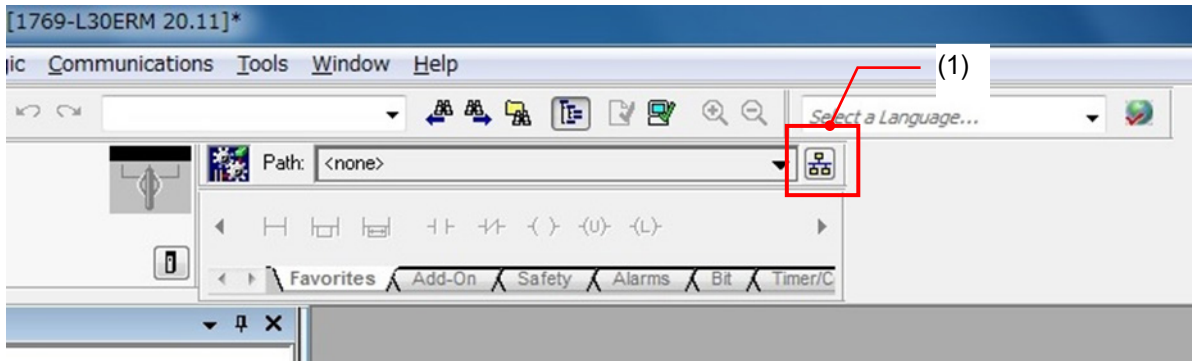 [1769-L30ERM 20.11]*
ic Communications Tools Window Help
(1)
Select a Language...
Path: <none>
(U) (L)
Favorites Add-On Safety Alarms Bit Timer/C